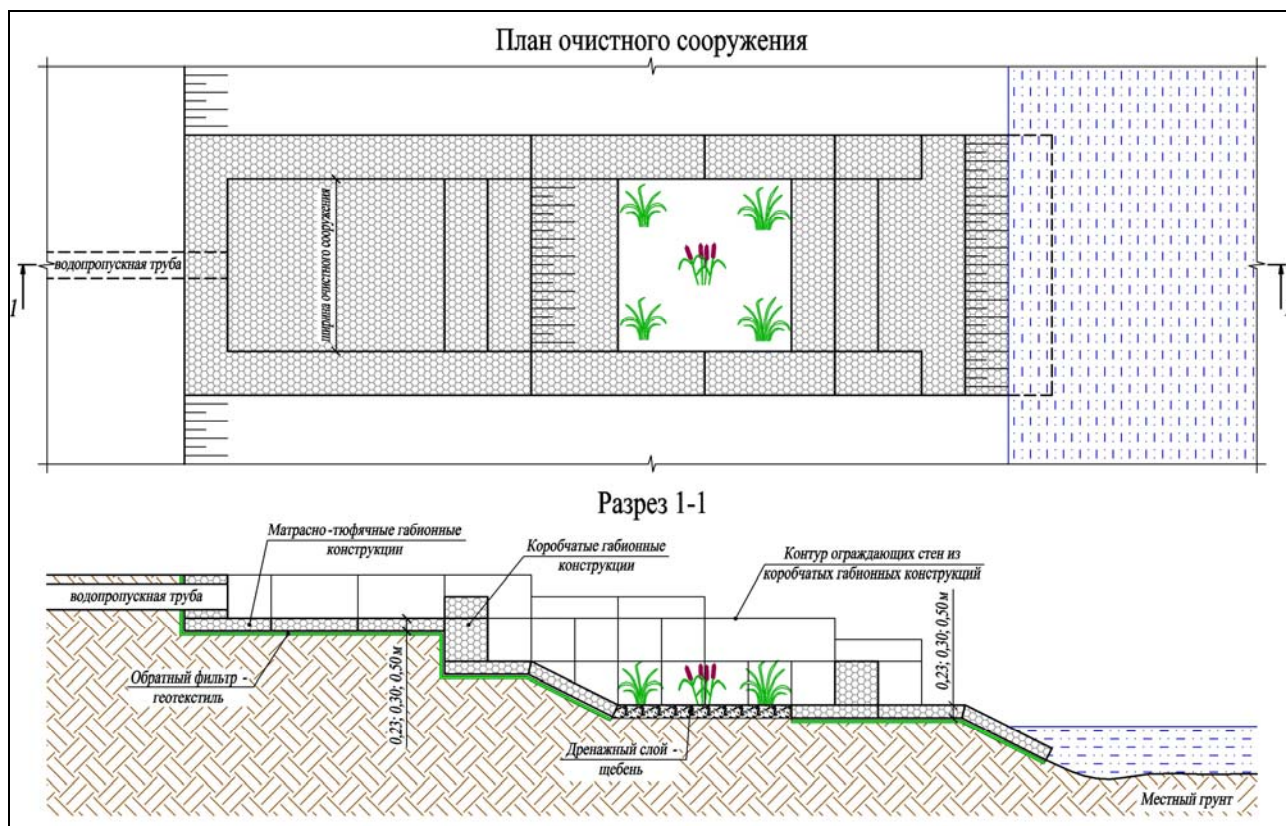 План очистного сооружения
водопропускная труба
ширина очистного сооружения
1
Разрез 1-1
Матрасно-тюфячные габионные
конструкции
Коробчатые габионные
конструкции
Контур ограждающих стен из
коробчатых габионных конструкций
водопропускная труба
Обратный фильтр -
геотекстиль
0,23; 0,30; 0,50 м
0,23; 0,30; 0,50 м
Дренажный слой -
щебень
Местный грунт